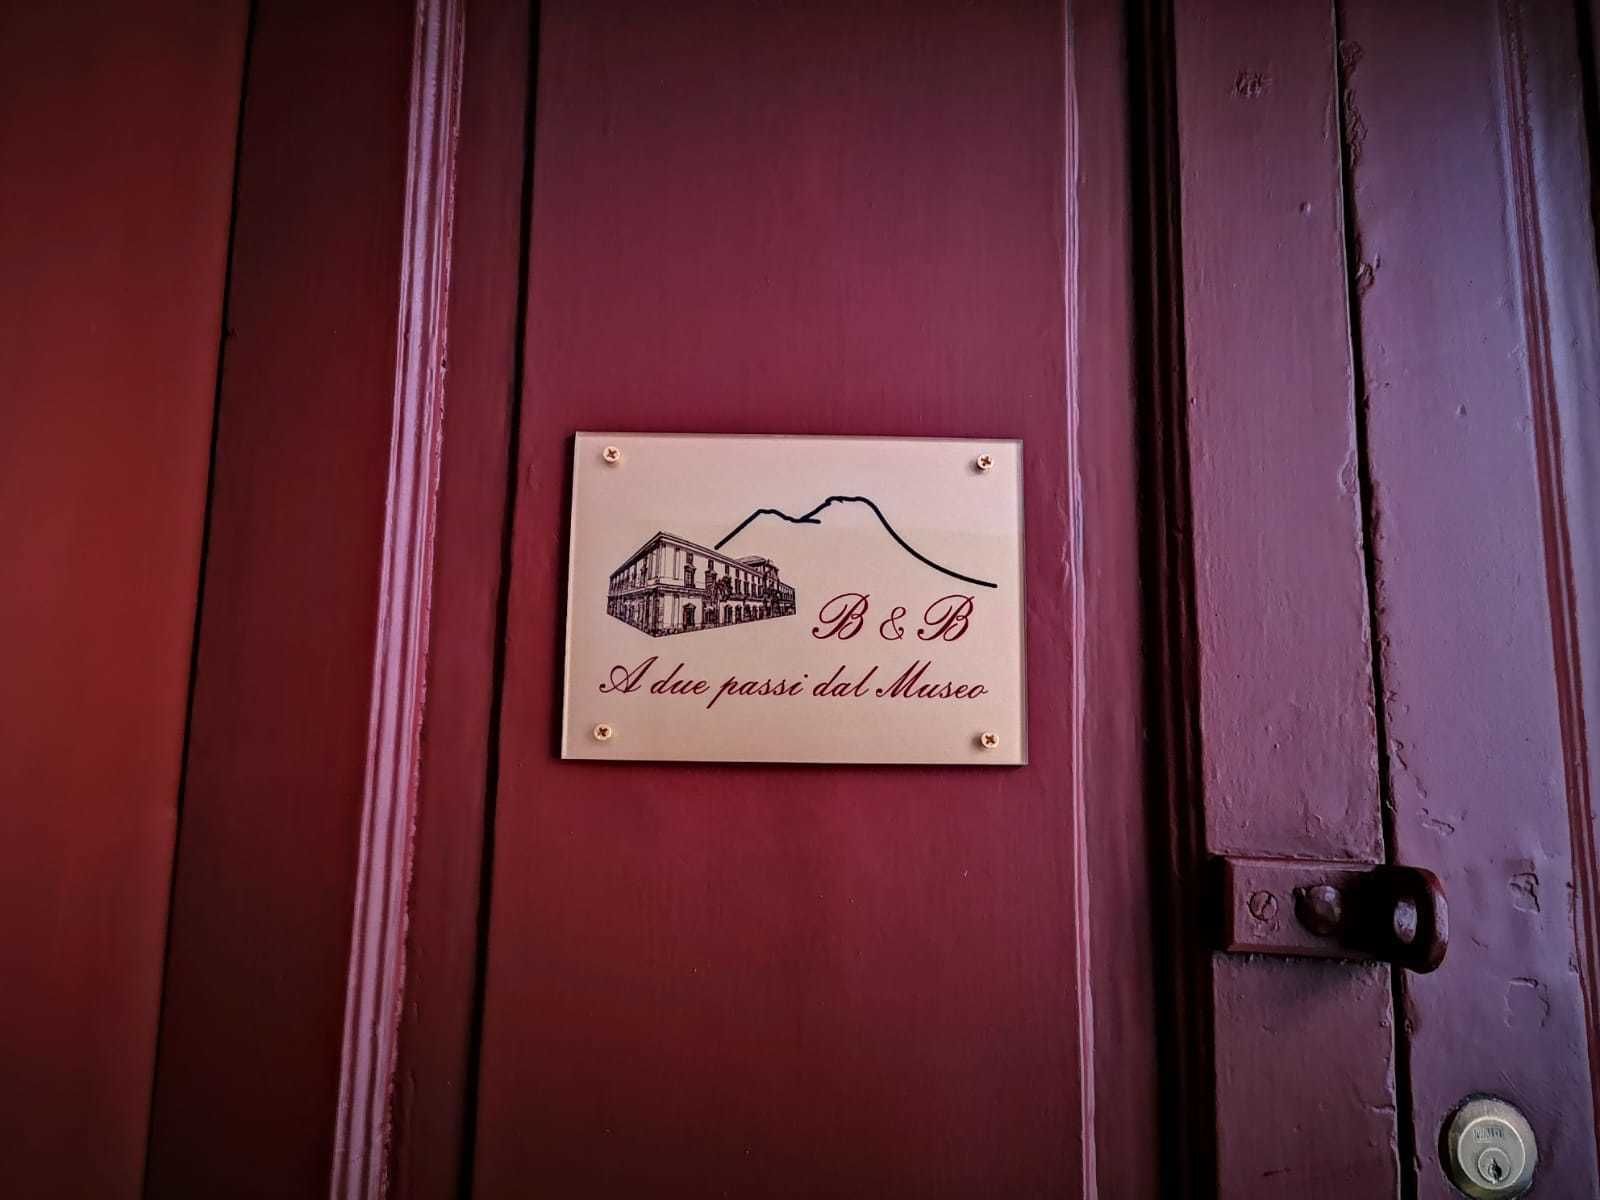 B & B
A due passi dal Museo